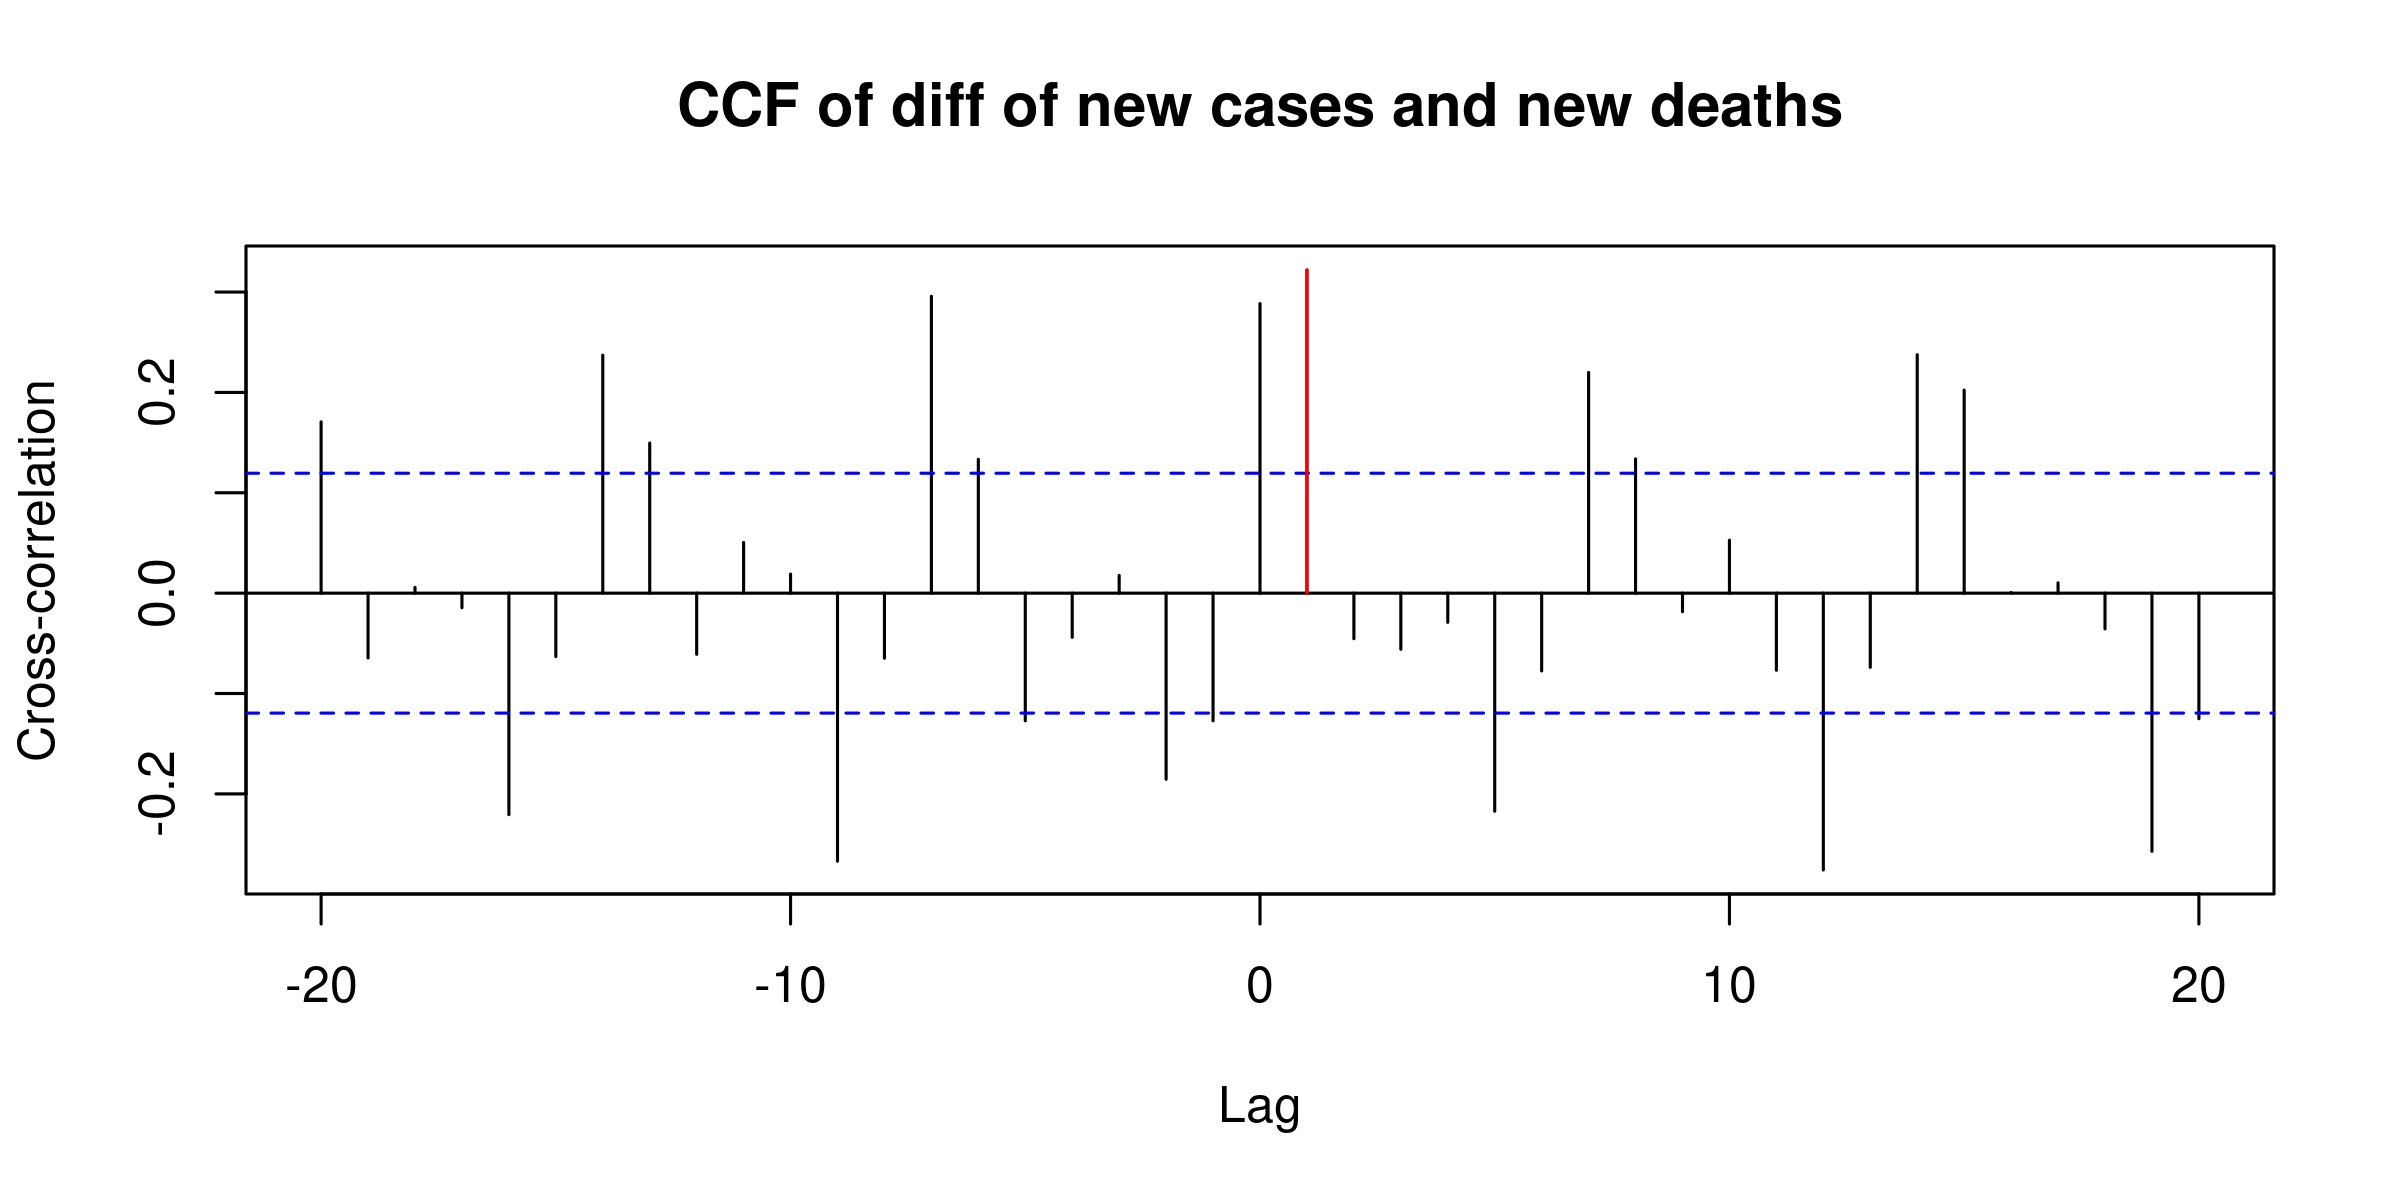 CCF of diff of new cases and new deaths
Cross-correlation
0.2
0.0
-0.2
-20 -10 0 10 20
Lag